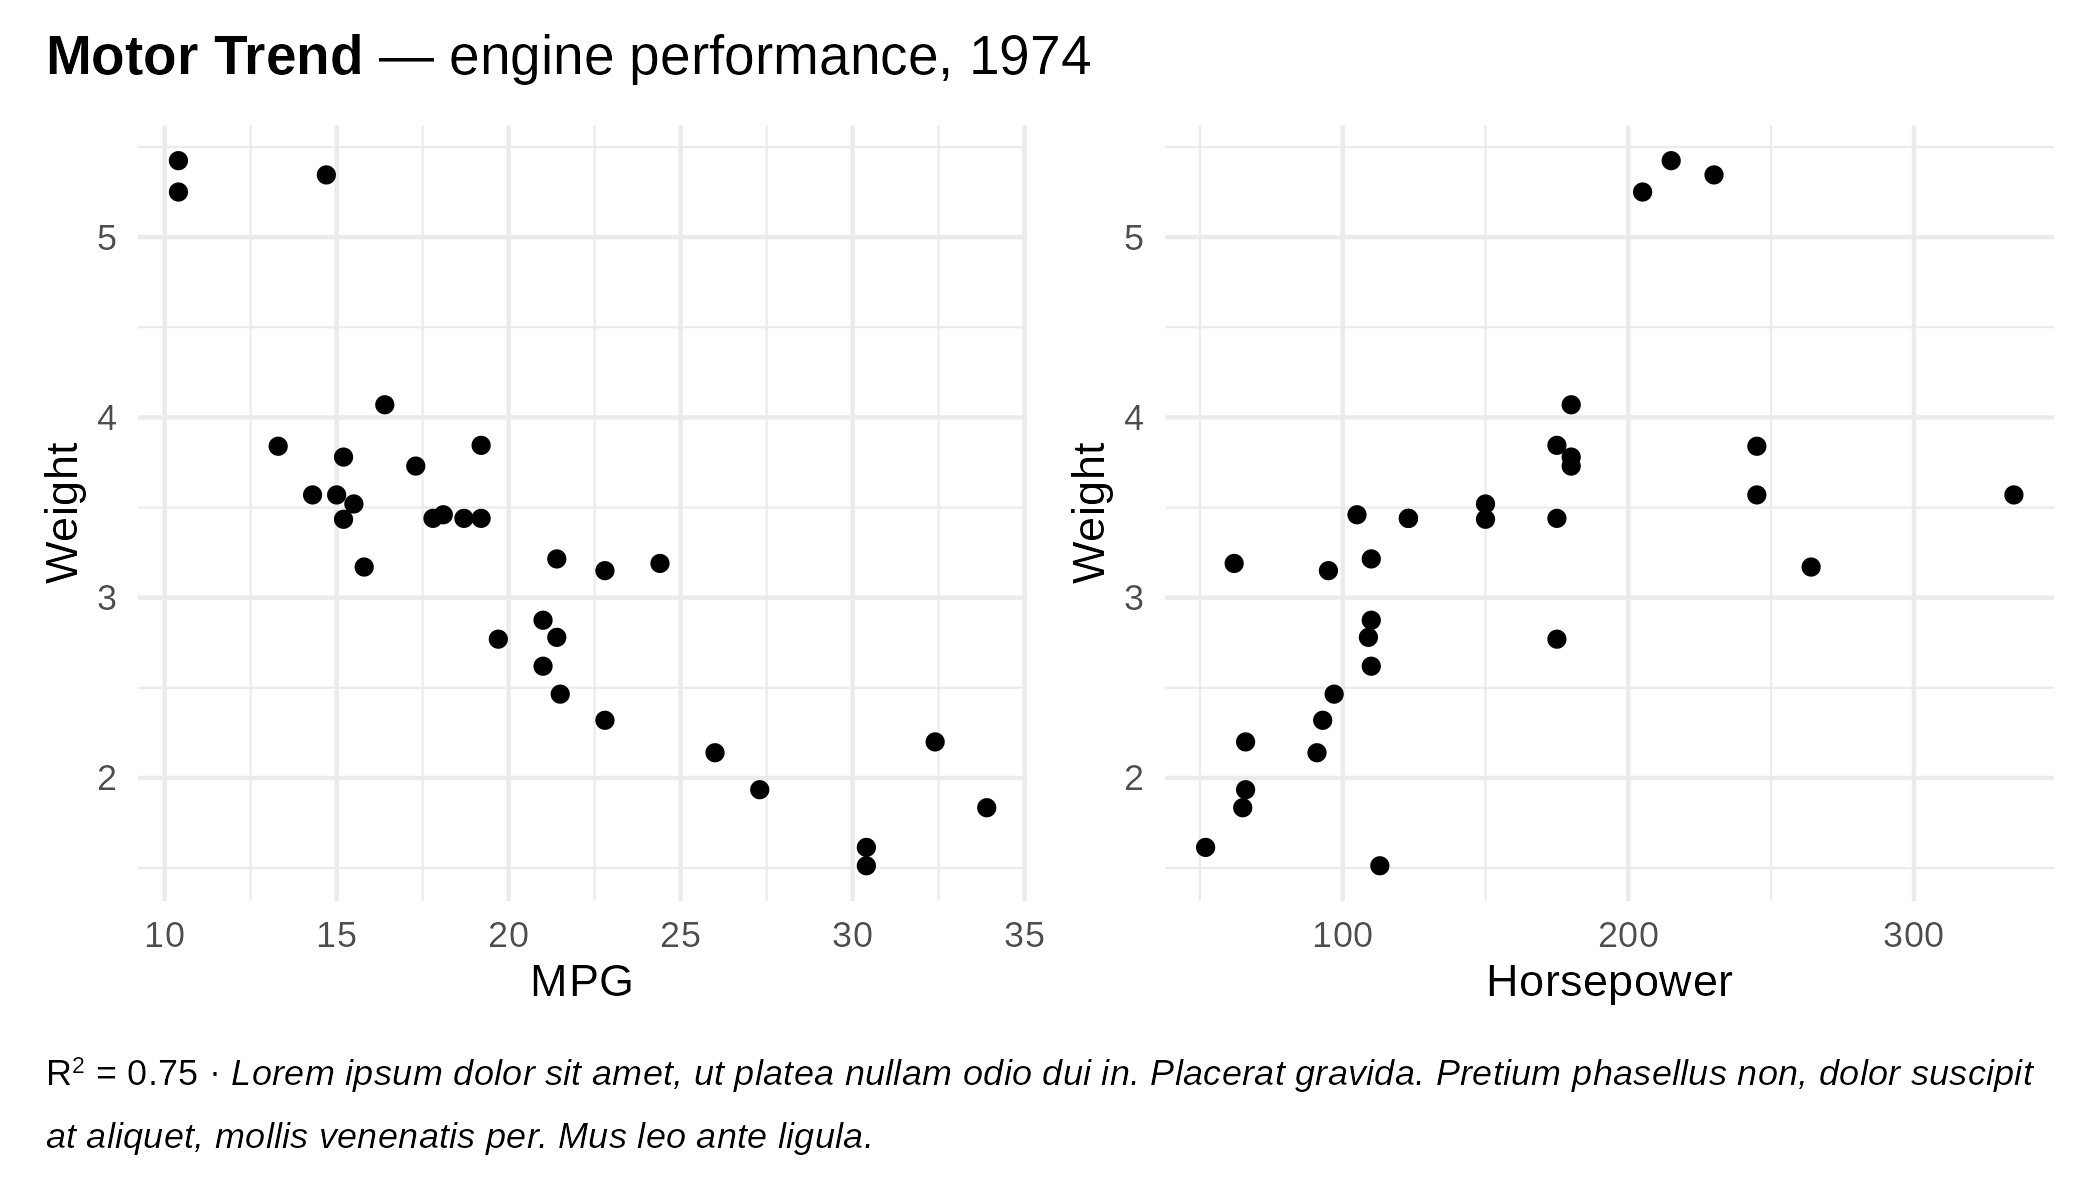 Motor Trend — engine performance, 1974
5
4
3
2
Weight
10 15 20 25 30 35
MPG
5
4
3
2
Weight
100 200 300
Horsepower
R² = 0.75 · Lorem ipsum dolor sit amet, ut platea nullam odio dui in. Placerat gravida. Pretium phasellus non, dolor suscipit
at aliquet, mollis venenatis per. Mus leo ante ligula.